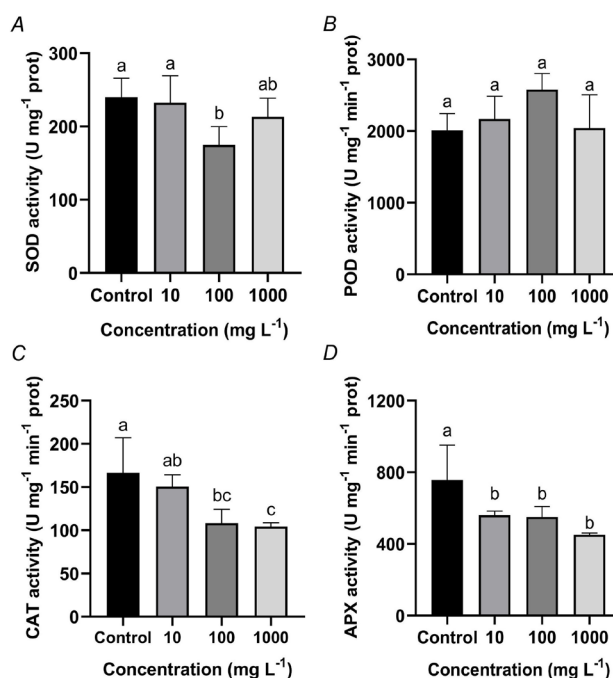 A
SOD activity (U mg⁻¹ prot)
300
200
100
0
a
a
b
ab
Control 10 100 1000
Concentration (mg L⁻¹)
B
POD activity (U mg⁻¹ min⁻¹ prot)
3000
2000
1000
0
a
a
a
a
Control 10 100 1000
Concentration (mg L⁻¹)
C
CAT activity (U mg⁻¹ min⁻¹ prot)
250
200
150
100
50
0
a
ab
bc
c
Control 10 100 1000
Concentration (mg L⁻¹)
D
APX activity (U mg⁻¹ min⁻¹ prot)
1200
800
400
0
a
b
b
b
Control 10 100 1000
Concentration (mg L⁻¹)